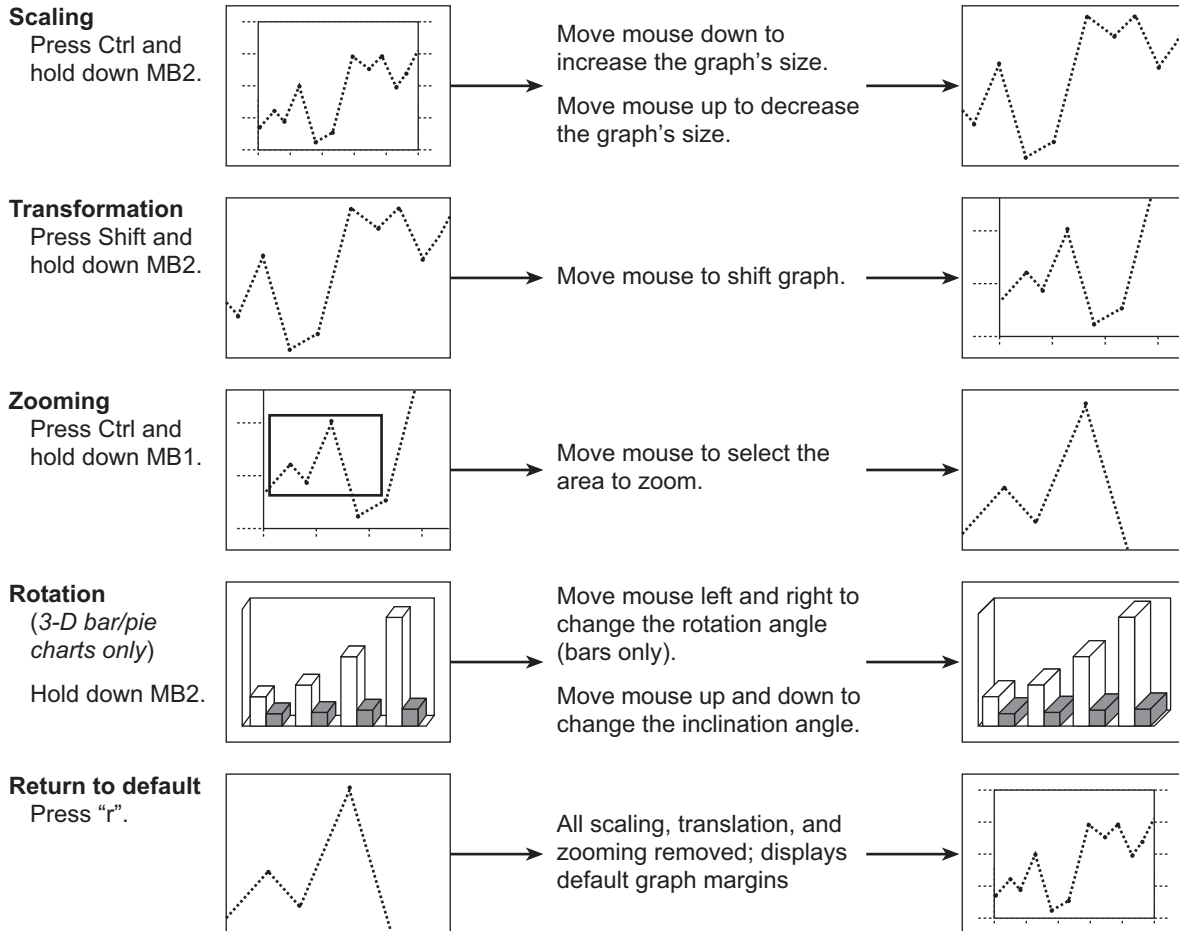 Scaling
Press Ctrl and
hold down MB2.
Move mouse down to
increase the graph’s size.
Move mouse up to decrease
the graph’s size.
Transformation
Press Shift and
hold down MB2.
Move mouse to shift graph.
Zooming
Press Ctrl and
hold down MB1.
Move mouse to select the
area to zoom.
Rotation
(3-D bar/pie
charts only)
Hold down MB2.
Move mouse left and right to
change the rotation angle
(bars only).
Move mouse up and down to
change the inclination angle.
Return to default
Press “r”.
All scaling, translation, and
zooming removed; displays
default graph margins